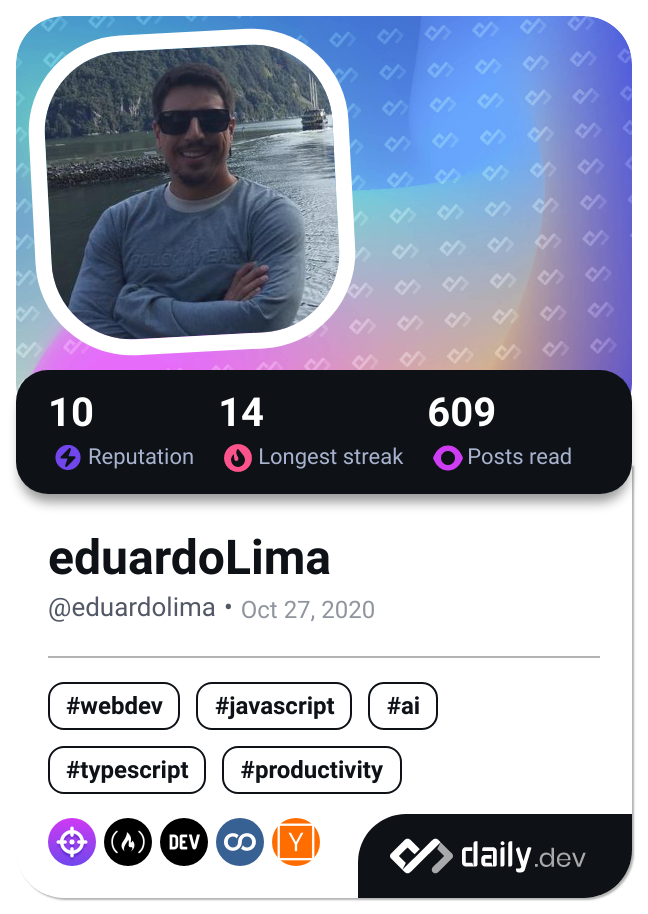 10 14 609
Reputation Longest streak Posts read
eduardoLima
@eduardolima • Oct 27, 2020
#webdev #javascript #ai
#typescript #productivity
DEV Y
daily.dev